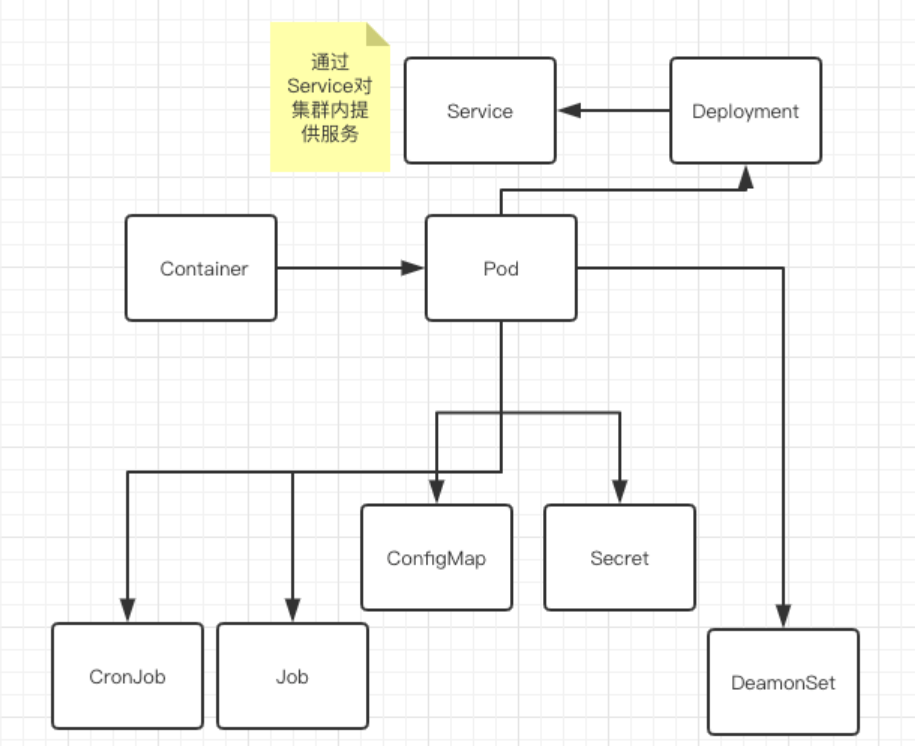 通过
Service对
集群内提
供服务
Service
Deployment
Container
Pod
ConfigMap
Secret
CronJob
Job
DeamonSet